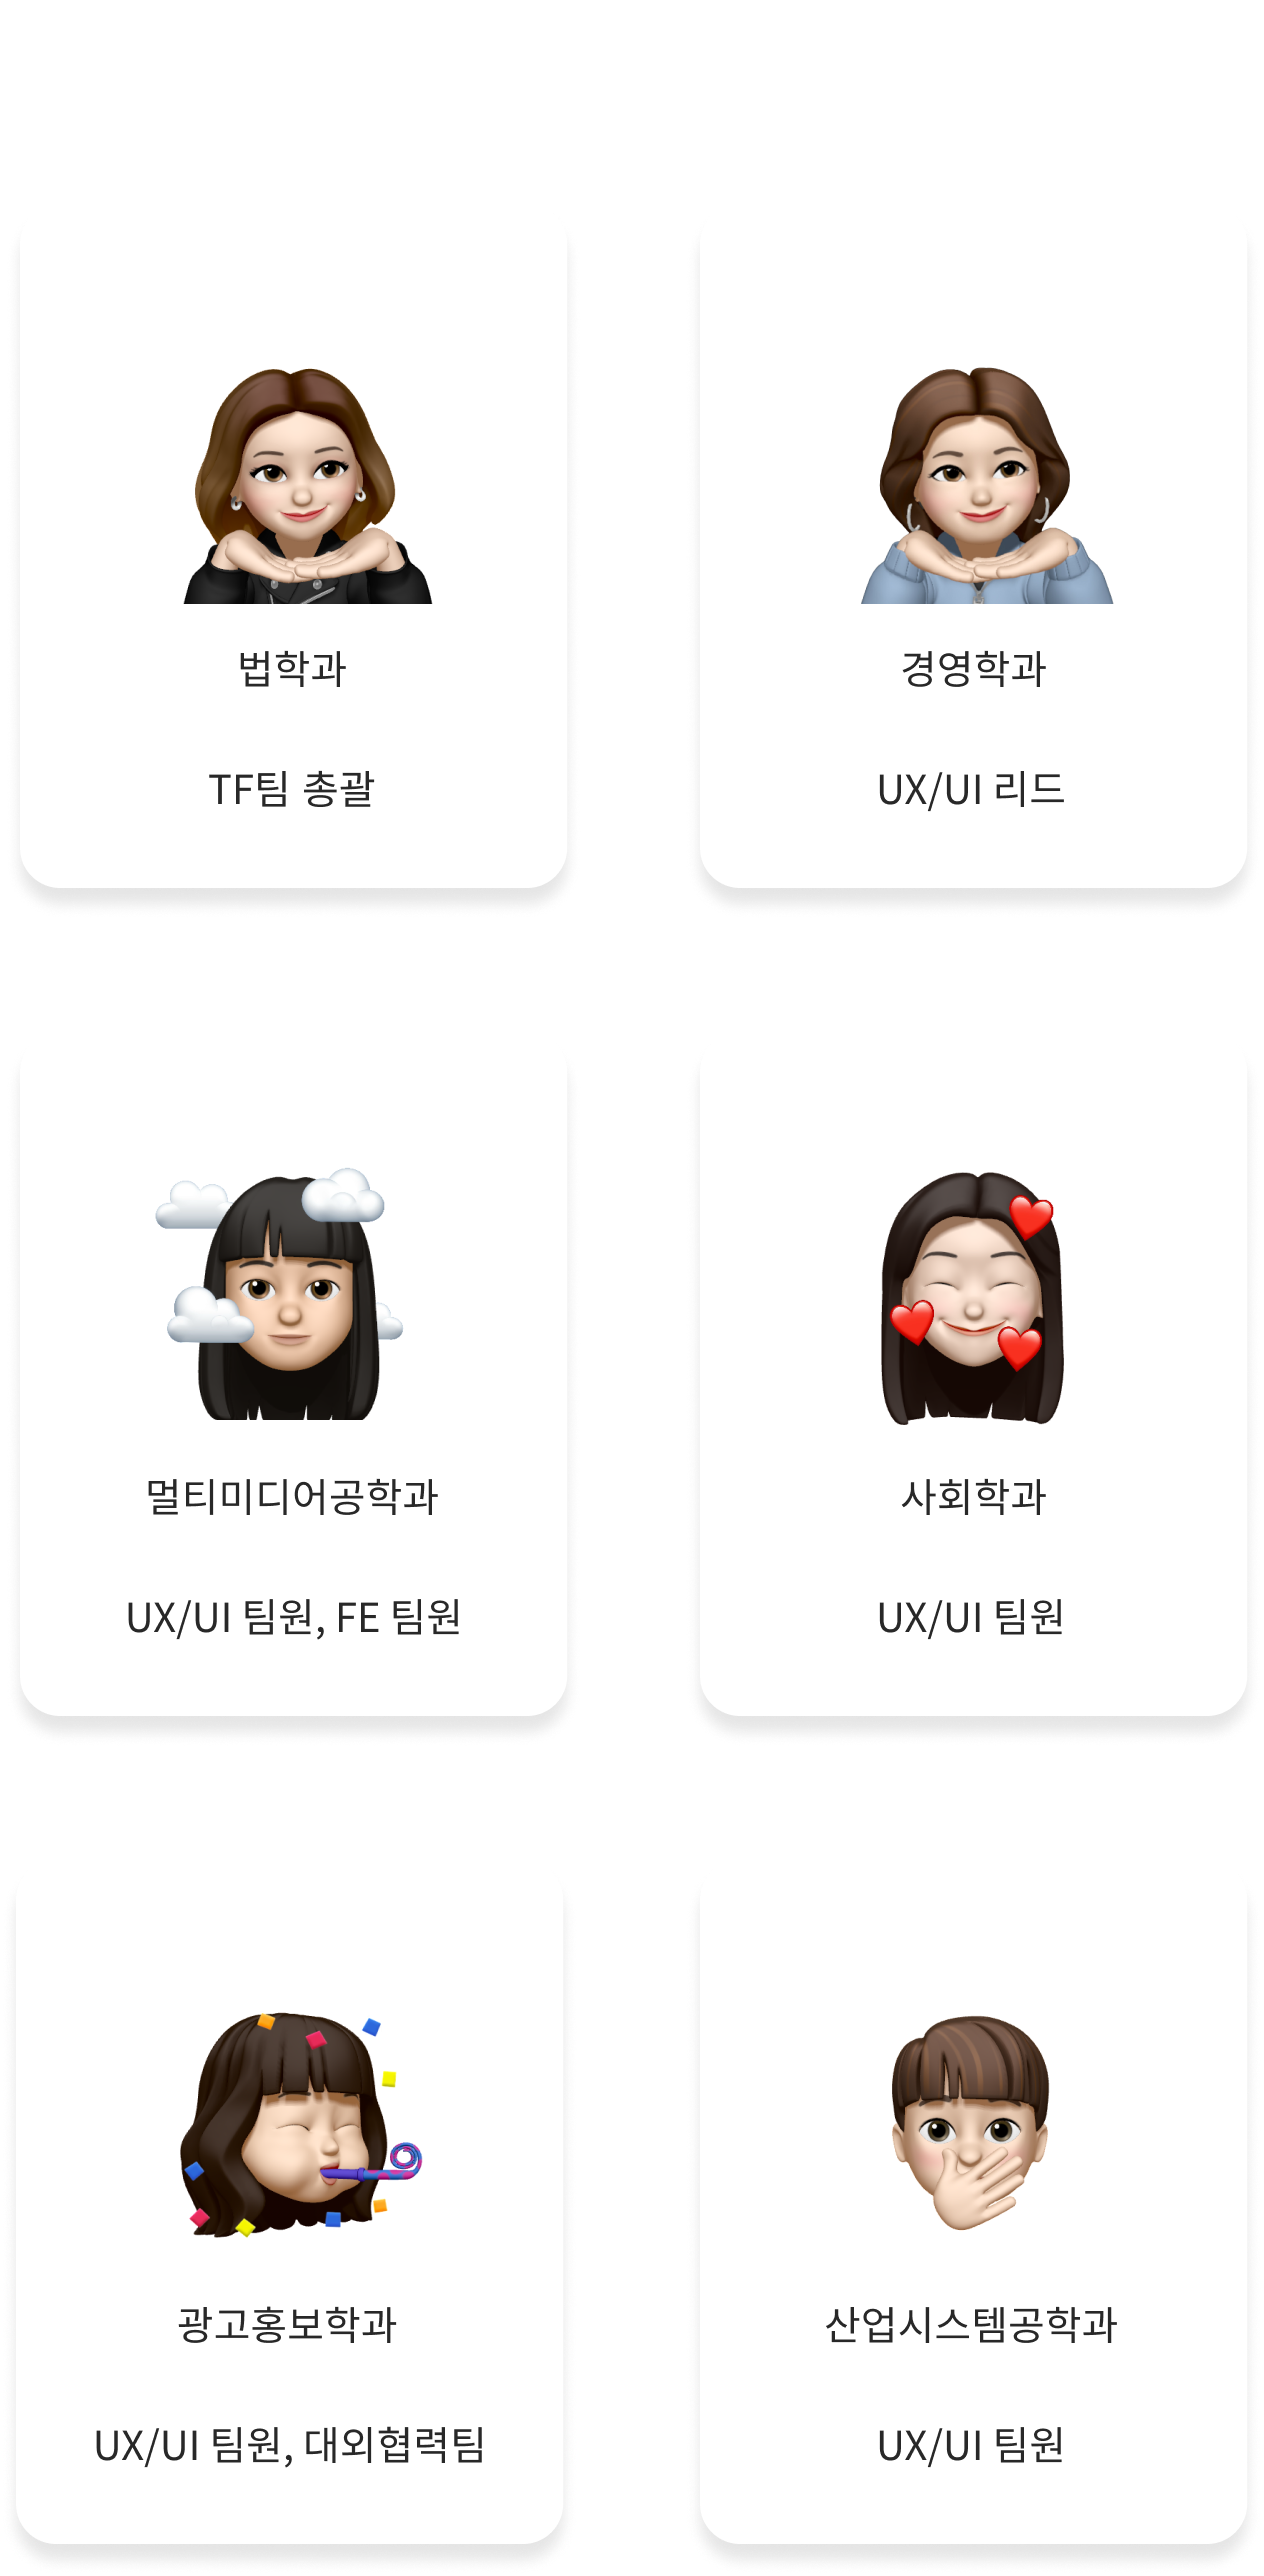 법학과
TF팀 총괄
경영학과
UX/UI 리드
멀티미디어공학과
UX/UI 팀원, FE 팀원
사회학과
UX/UI 팀원
광고홍보학과
UX/UI 팀원, 대외협력팀
산업시스템공학과
UX/UI 팀원